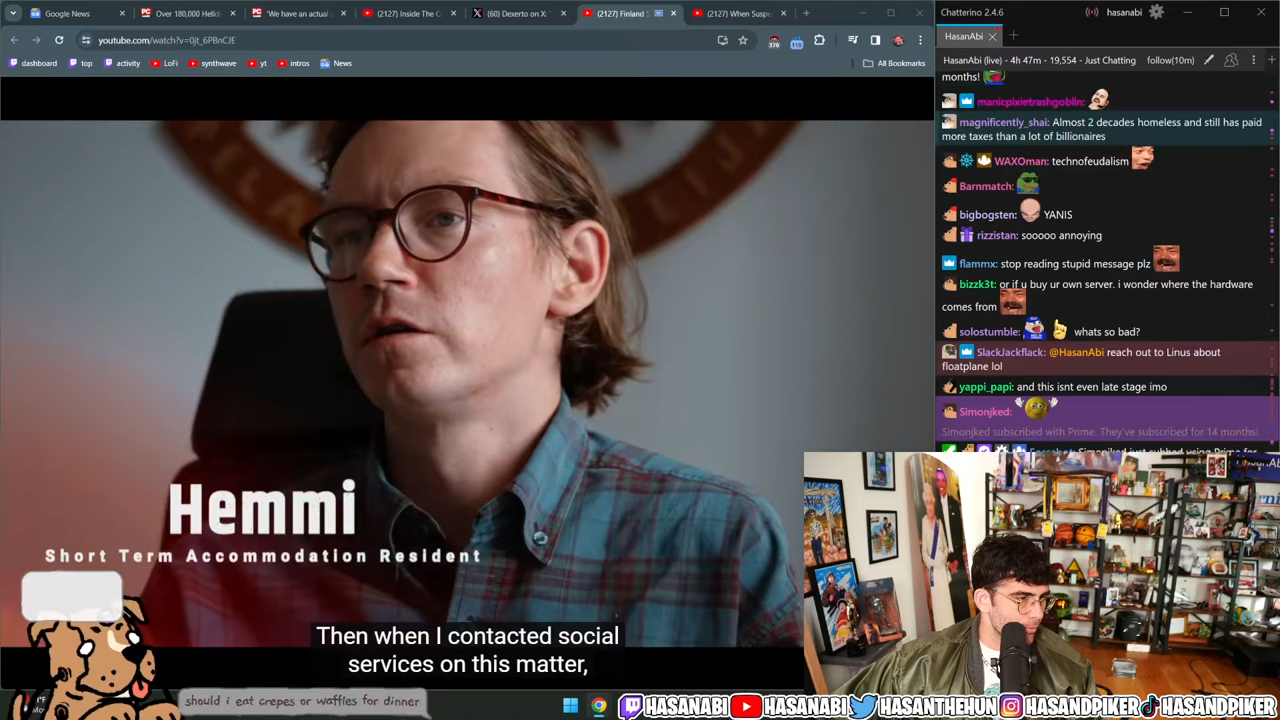 Google News
Over 180,000 Helldi
'We have an actual
(2127) Inside The C
(60) Dexerto on X:
(2127) Finland S
(2127) When Suspe
youtube.com/watch?v=0jt_6PBnCJE
370
110
dashboard
top
activity
LoFi
synthwave
yt
intros
News
All Bookmarks
Chatterino 2.4.6
hasanabi
HasanAbi
HasanAbi (live) - 4h 47m - 19,554 - Just Chatting
follow(10m)
months!
manicpixietrashgoblin:
magnificently_shai: Almost 2 decades homeless and still has paid
more taxes than a lot of billionaires
WAXOman: technofeudalism
Barnmatch:
bigbogsten: YANIS
rizzistan: sooooo annoying
flammx: stop reading stupid message plz
bizzk3t: or if u buy ur own server. i wonder where the hardware
comes from
solostumble: whats so bad?
SlackJackflack: @HasanAbi reach out to Linus about
floatplane lol
yappi_papi: and this isnt even late stage imo
Simonjked:
Simonjked subscribed with Prime. They've subscribed for 14 months!
Hemmi
Short Term Accommodation Resident
Then when I contacted social
services on this matter,
should i eat crepes or waffles for dinner
HASANABI
HASANABI
HASANTHEHUN
HASANDPIKER
HASANDPIKER